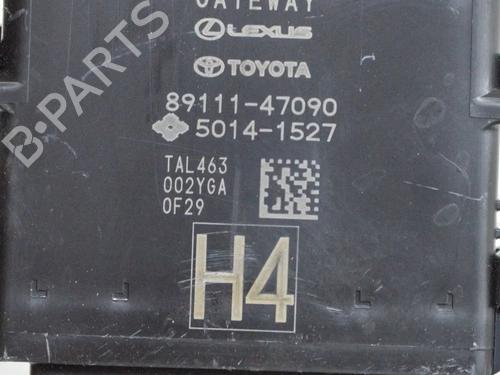 GATEWAY
LEXUS
TOYOTA
89111-47090
5014-1527
TAL463
002YGA
0F29
H4
B-PARTS